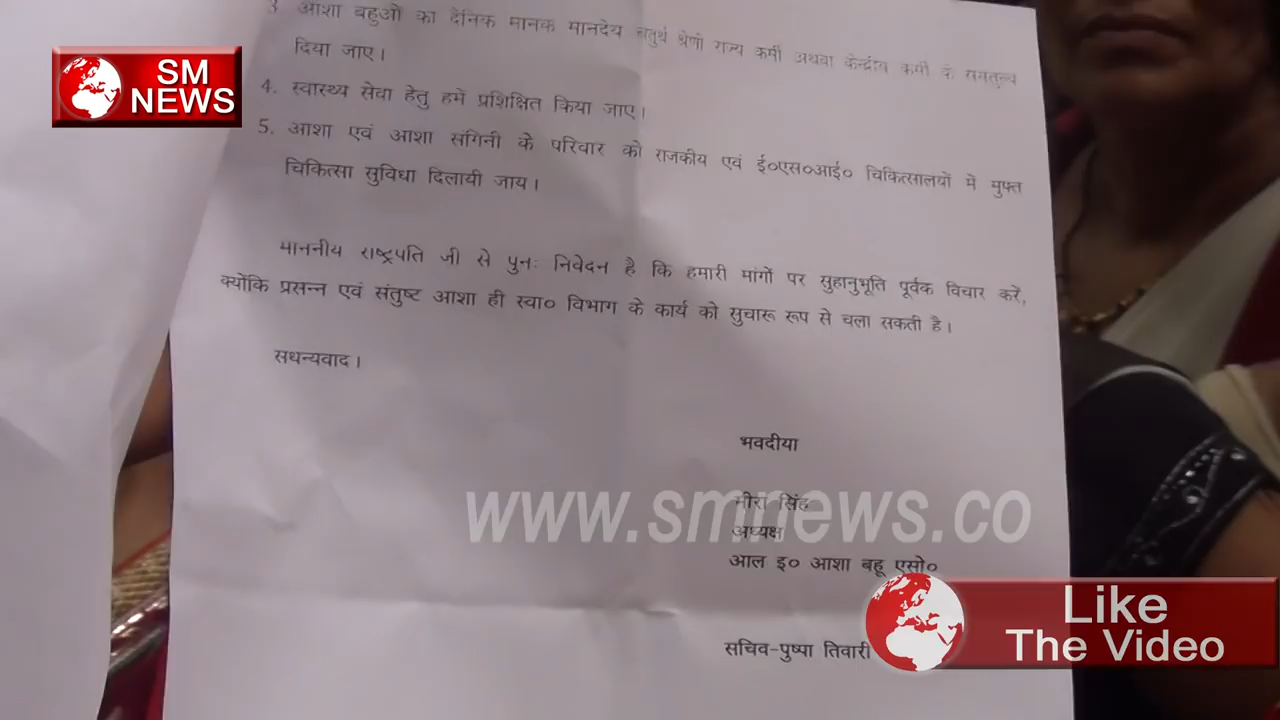 3 आशा बहुओं का दैनिक मानक मानदेय चतुर्थ श्रेणी राज्य कर्मी अथवा केन्द्रीय कर्मी के समतुल्य
दिया जाए।
4. स्वास्थ्य सेवा हेतु हमें प्रशिक्षित किया जाए।
5. आशा एवं आशा संगिनी के परिवार को राजकीय एवं ई०एस०आई० चिकित्सालयों में मुफ्त
चिकित्सा सुविधा दिलायी जाय।
माननीय राष्ट्रपति जी से पुनः निवेदन है कि हमारी मांगों पर सुहानुभूति पूर्वक विचार करें,
क्योंकि प्रसन्न एवं संतुष्ट आशा ही स्वा० विभाग के कार्य को सुचारू रूप से चला सकती है।
सधन्यवाद।
भवदीया
मीरा सिंह
अध्यक्ष
आल इ० आशा बहू एसो०
सचिव-पुष्पा तिवारी
SM
NEWS
www.smnews.co
Like
The Video